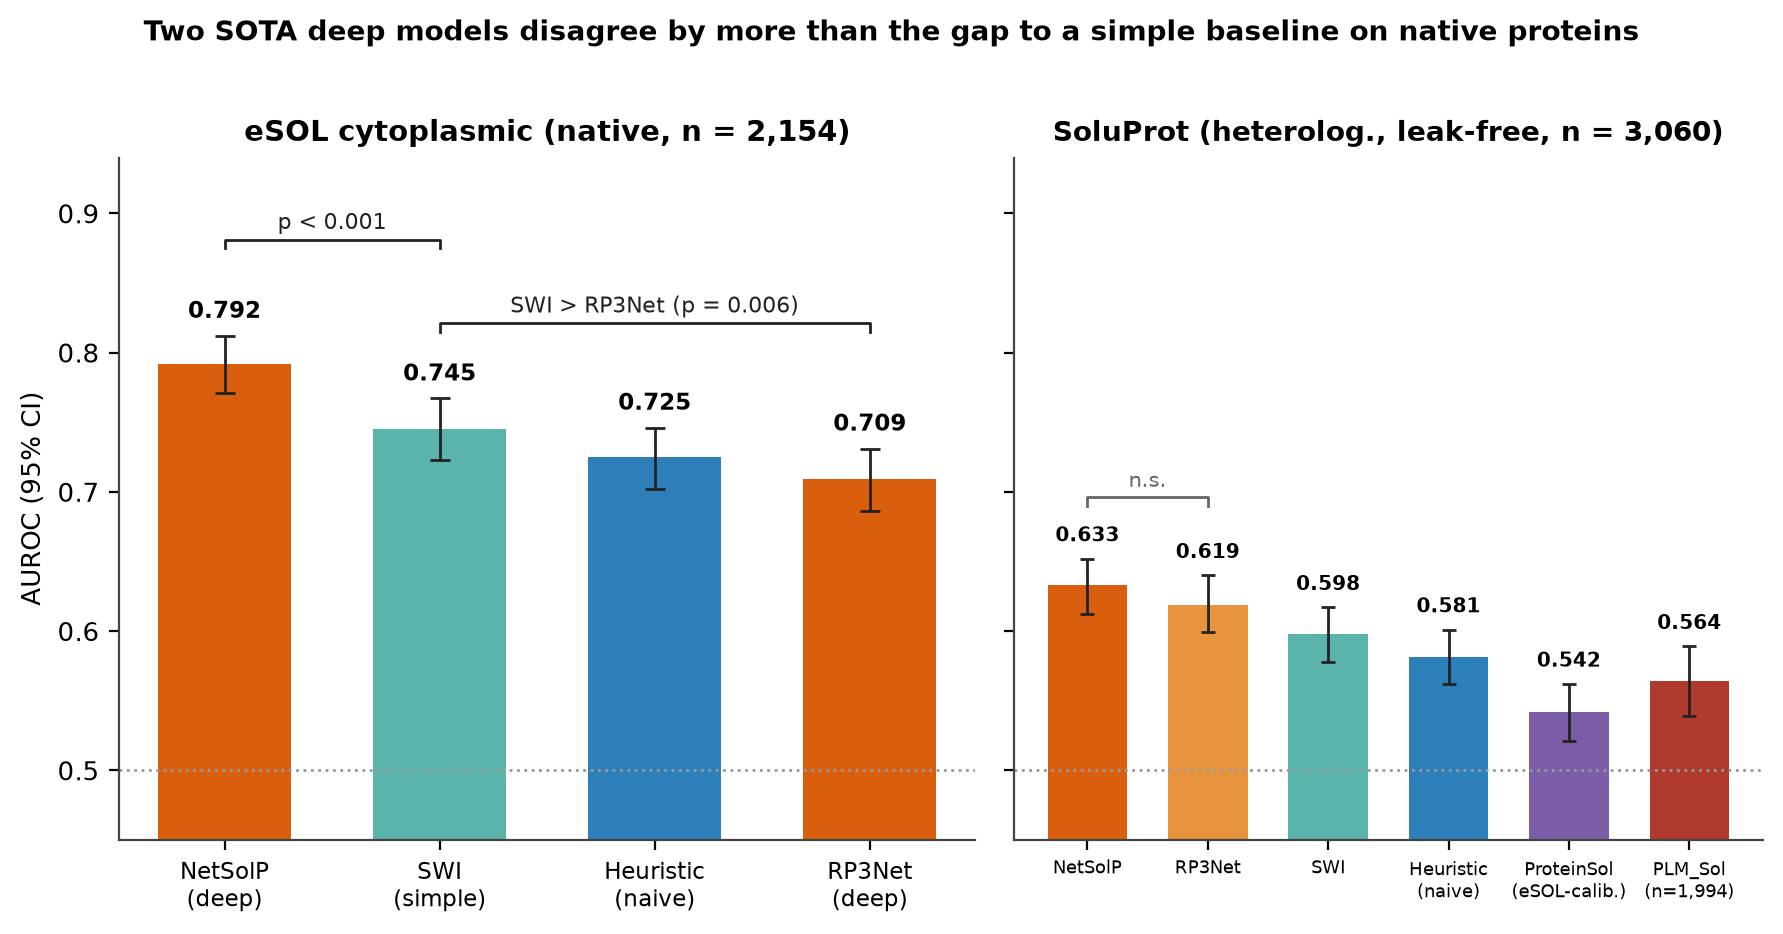 Two SOTA deep models disagree by more than the gap to a simple baseline on native proteins
eSOL cytoplasmic (native, n = 2,154)
AUROC (95% CI)
0.9
0.8
0.7
0.6
0.5
p < 0.001
SWI > RP3Net (p = 0.006)
0.792
0.745
0.725
0.709
NetSolP
(deep)
SWI
(simple)
Heuristic
(naive)
RP3Net
(deep)
SoluProt (heterolog., leak-free, n = 3,060)
n.s.
0.633
0.619
0.598
0.581
0.542
0.564
NetSolP
RP3Net
SWI
Heuristic
(naive)
ProteinSol
(eSOL-calib.)
PLM_Sol
(n=1,994)